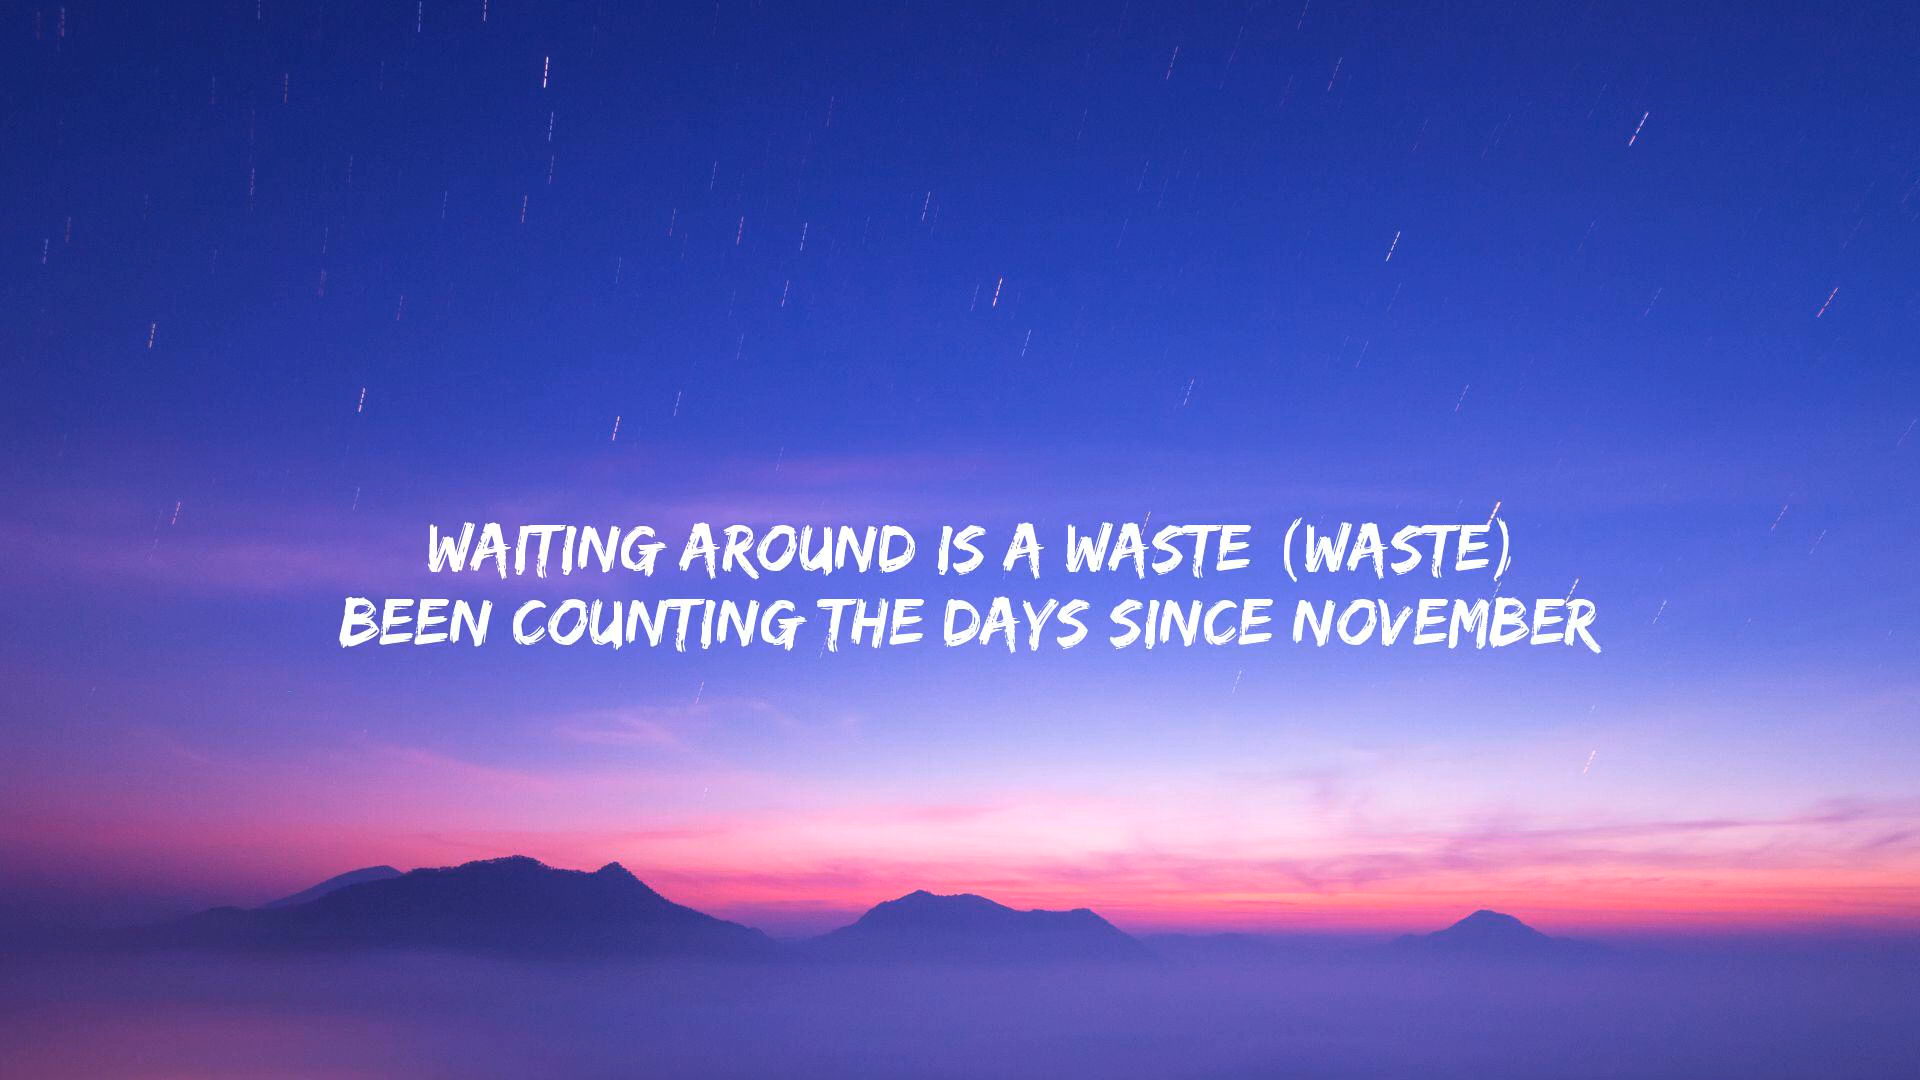 WAITING AROUND IS A WASTE (WASTE)
BEEN COUNTING THE DAYS SINCE NOVEMBER